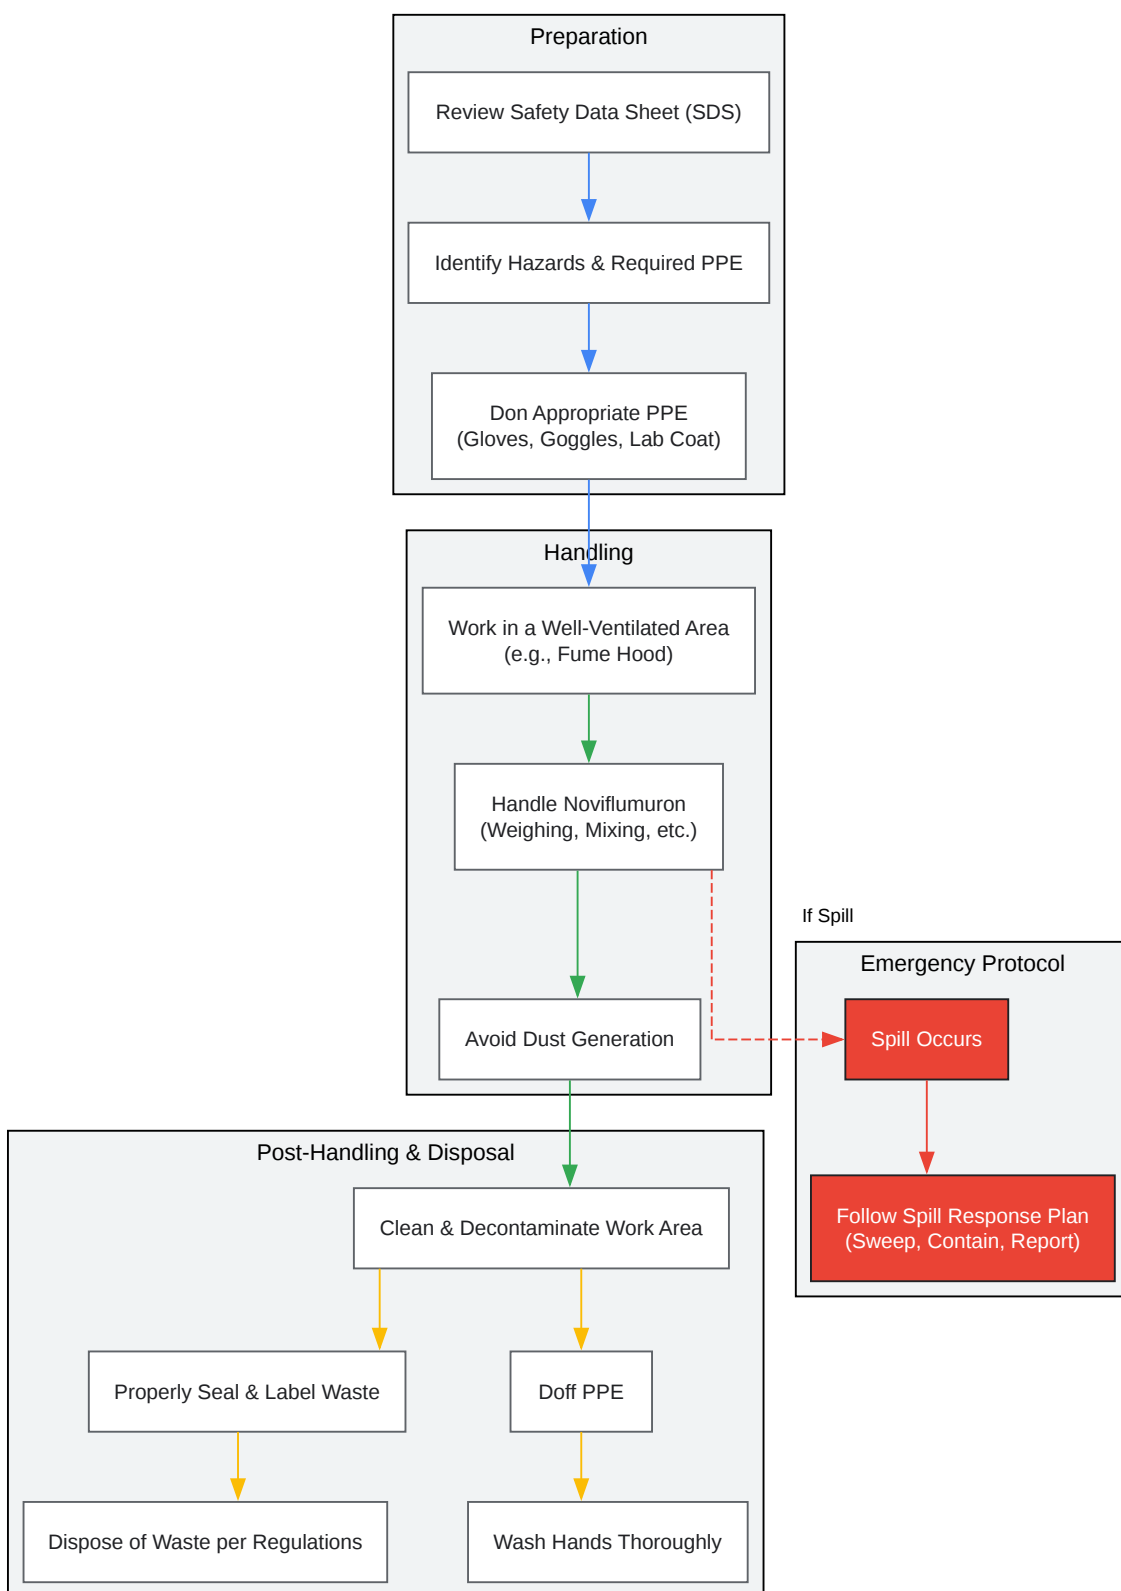 Preparation
Review Safety Data Sheet (SDS)
Identify Hazards & Required PPE
Don Appropriate PPE
(Gloves, Goggles, Lab Coat)
Handling
Work in a Well-Ventilated Area
(e.g., Fume Hood)
Handle Noviflumuron
(Weighing, Mixing, etc.)
Avoid Dust Generation
If Spill
Emergency Protocol
Spill Occurs
Follow Spill Response Plan
(Sweep, Contain, Report)
Post-Handling & Disposal
Clean & Decontaminate Work Area
Properly Seal & Label Waste
Doff PPE
Dispose of Waste per Regulations
Wash Hands Thoroughly